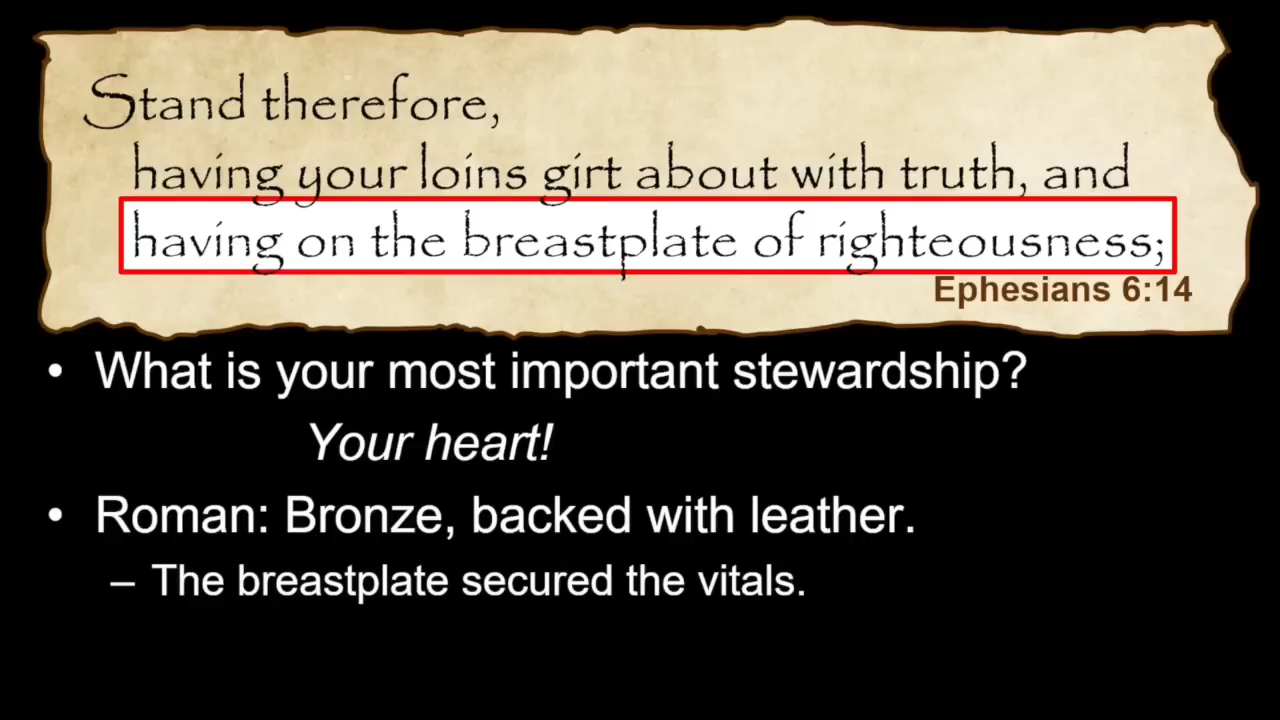 Stand therefore,
having your loins girt about with truth, and
having on the breastplate of righteousness;
Ephesians 6:14
• What is your most important stewardship?
Your heart!
• Roman: Bronze, backed with leather.
– The breastplate secured the vitals.